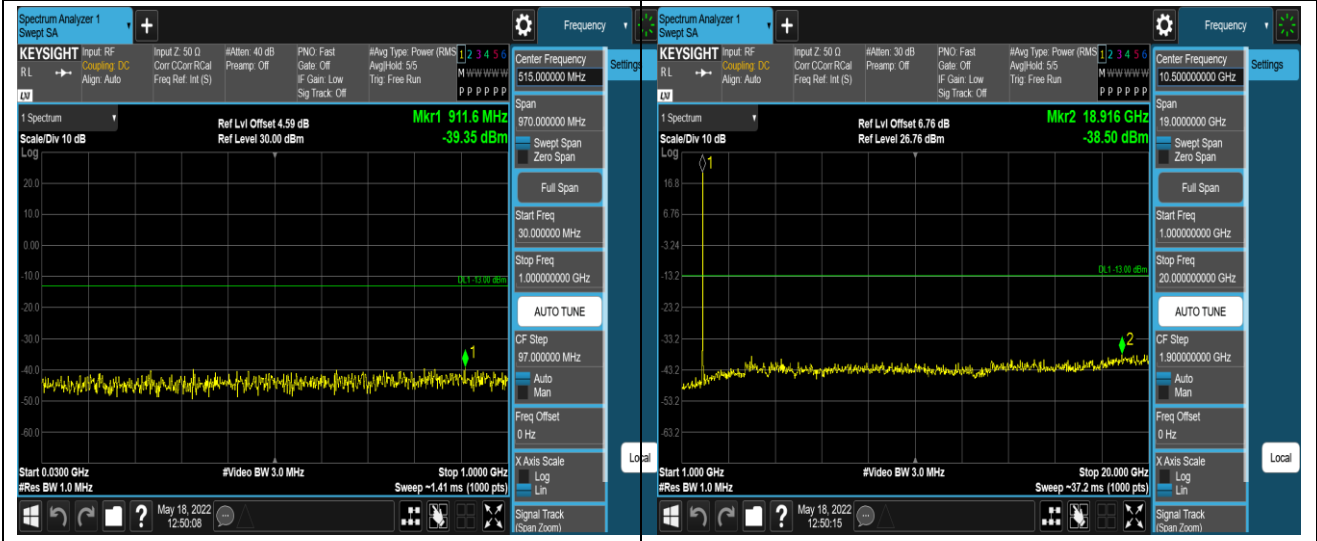 Spectrum Analyzer 1
Swept SA
+
Frequency
KEYSIGHT
RL
LXI
Input: RF
Coupling: DC
Align: Auto
Input Z: 50 Ω
Corr CCorr RCal
Freq Ref: Int (S)
#Atten: 40 dB
Preamp: Off
PNO: Fast
Gate: Off
IF Gain: Low
Sig Track: Off
#Avg Type: Power (RMS
Avg|Hold: 5/5
Trig: Free Run
1 2 3 4 5 6
M W W W W W
P P P P P P
Center Frequency
515.000000 MHz
Settings
1 Spectrum
Scale/Div 10 dB
Log
Ref Lvl Offset 4.59 dB
Ref Level 30.00 dBm
Mkr1 911.6 MHz
-39.35 dBm
Span
970.000000 MHz
Swept Span
Zero Span
Full Span
Start Freq
30.000000 MHz
Stop Freq
1.000000000 GHz
AUTO TUNE
CF Step
97.000000 MHz
Auto
Man
Freq Offset
0 Hz
X Axis Scale
Log
Lin
Signal Track
(Span Zoom)
Local
20.0
10.0
0.00
-10.0
-20.0
-30.0
-40.0
-50.0
-60.0
DL1 -13.00 dBm
1
Start 0.0300 GHz
#Res BW 1.0 MHz
#Video BW 3.0 MHz
Stop 1.0000 GHz
Sweep ~1.41 ms (1000 pts)
?
May 18, 2022
12:50:08
Spectrum Analyzer 1
Swept SA
+
Frequency
KEYSIGHT
RL
LXI
Input: RF
Coupling: DC
Align: Auto
Input Z: 50 Ω
Corr CCorr RCal
Freq Ref: Int (S)
#Atten: 30 dB
Preamp: Off
PNO: Fast
Gate: Off
IF Gain: Low
Sig Track: Off
#Avg Type: Power (RMS
Avg|Hold: 5/5
Trig: Free Run
1 2 3 4 5 6
M W W W W W
P P P P P P
Center Frequency
10.500000000 GHz
Settings
1 Spectrum
Scale/Div 10 dB
Log
Ref Lvl Offset 6.76 dB
Ref Level 26.76 dBm
Mkr2 18.916 GHz
-38.50 dBm
Span
19.0000000 GHz
Swept Span
Zero Span
Full Span
Start Freq
1.000000000 GHz
Stop Freq
20.000000000 GHz
AUTO TUNE
CF Step
1.900000000 GHz
Auto
Man
Freq Offset
0 Hz
X Axis Scale
Log
Lin
Signal Track
(Span Zoom)
Local
1
16.8
6.76
-3.24
-13.2
-23.2
-33.2
-43.2
-53.2
-63.2
DL1 -13.00 dBm
2
Start 1.000 GHz
#Res BW 1.0 MHz
#Video BW 3.0 MHz
Stop 20.000 GHz
Sweep ~37.2 ms (1000 pts)
?
May 18, 2022
12:50:15